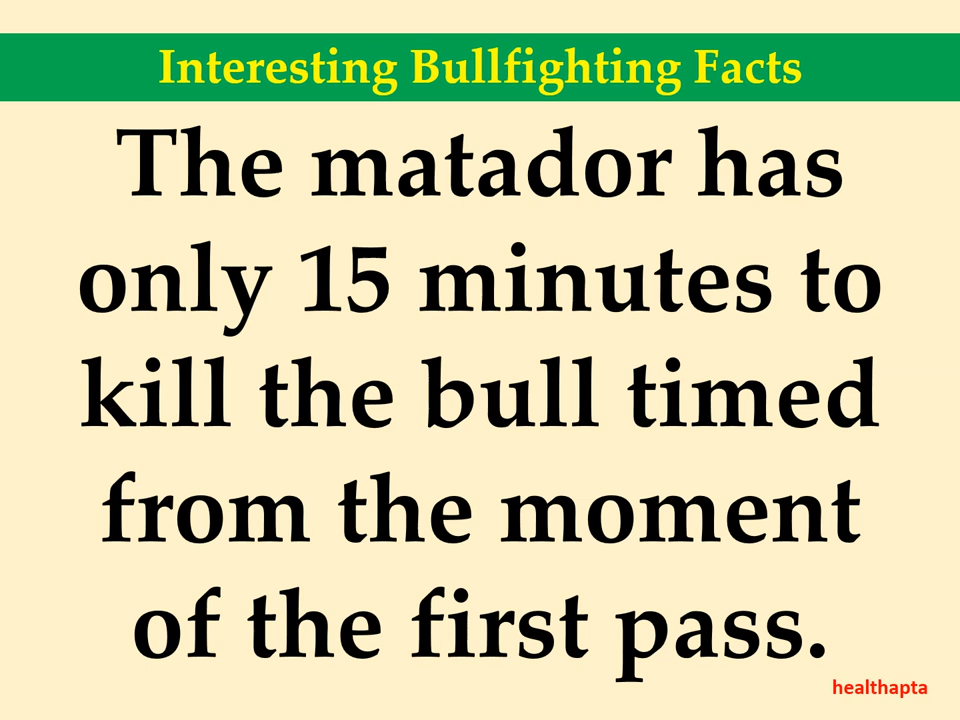 Interesting Bullfighting Facts
The matador has
only 15 minutes to
kill the bull timed
from the moment
of the first pass.
healthapta